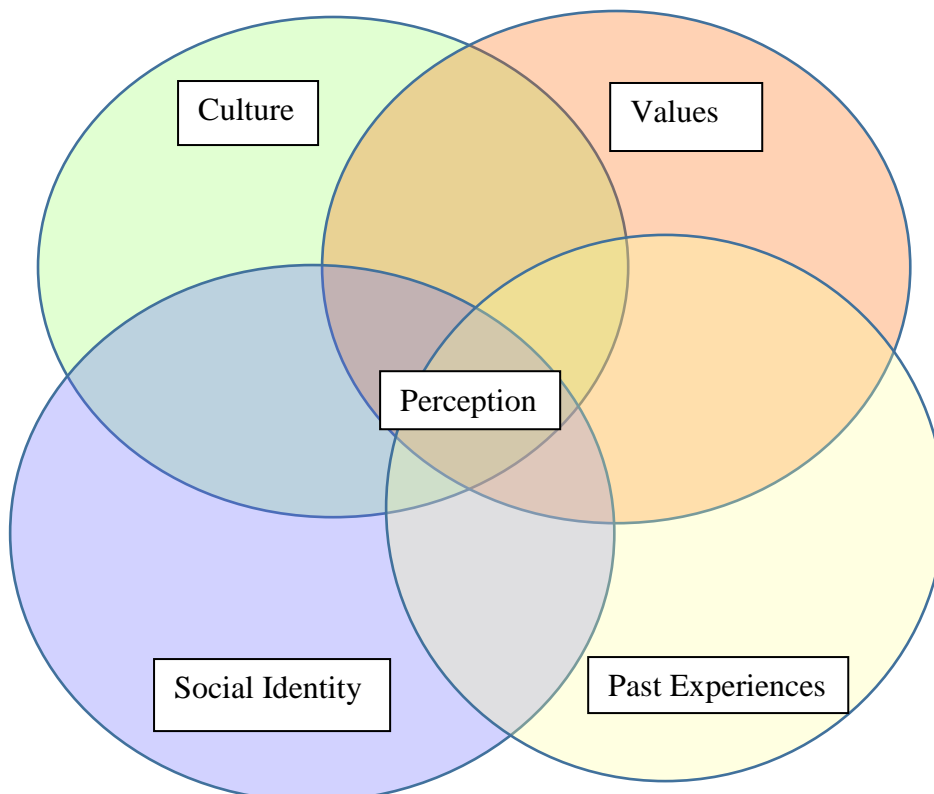 Culture
Values
Perception
Social Identity
Past Experiences